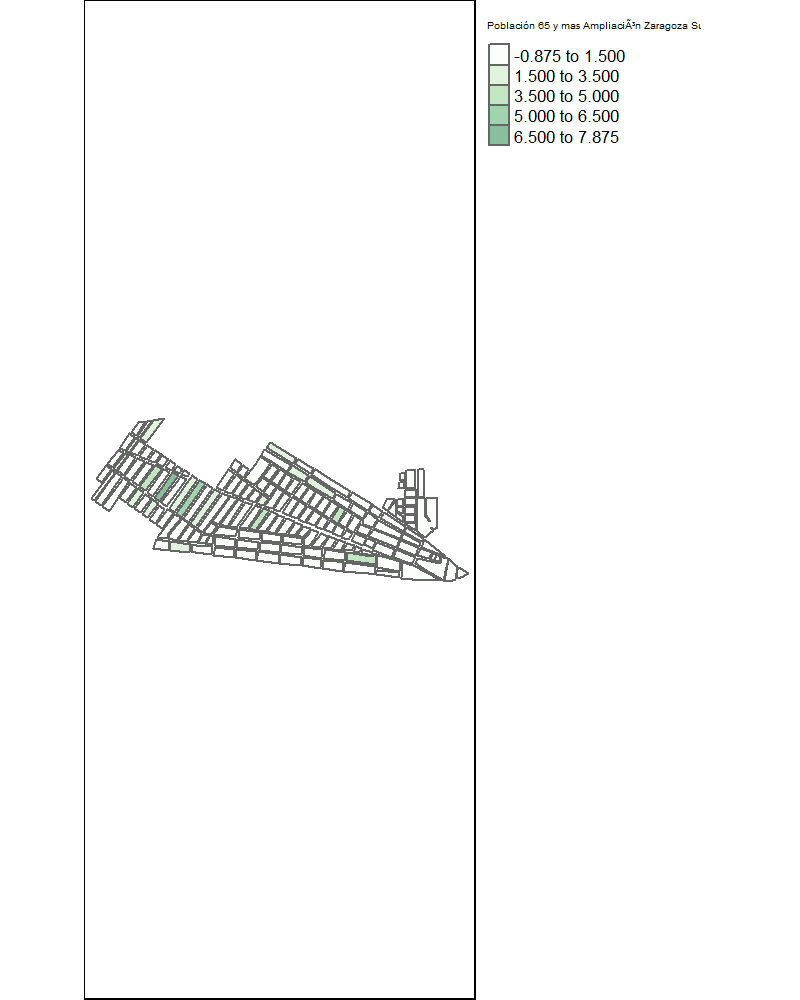 Población 65 y mas AmpliaciÃ³n Zaragoza Su
-0.875 to 1.500
1.500 to 3.500
3.500 to 5.000
5.000 to 6.500
6.500 to 7.875